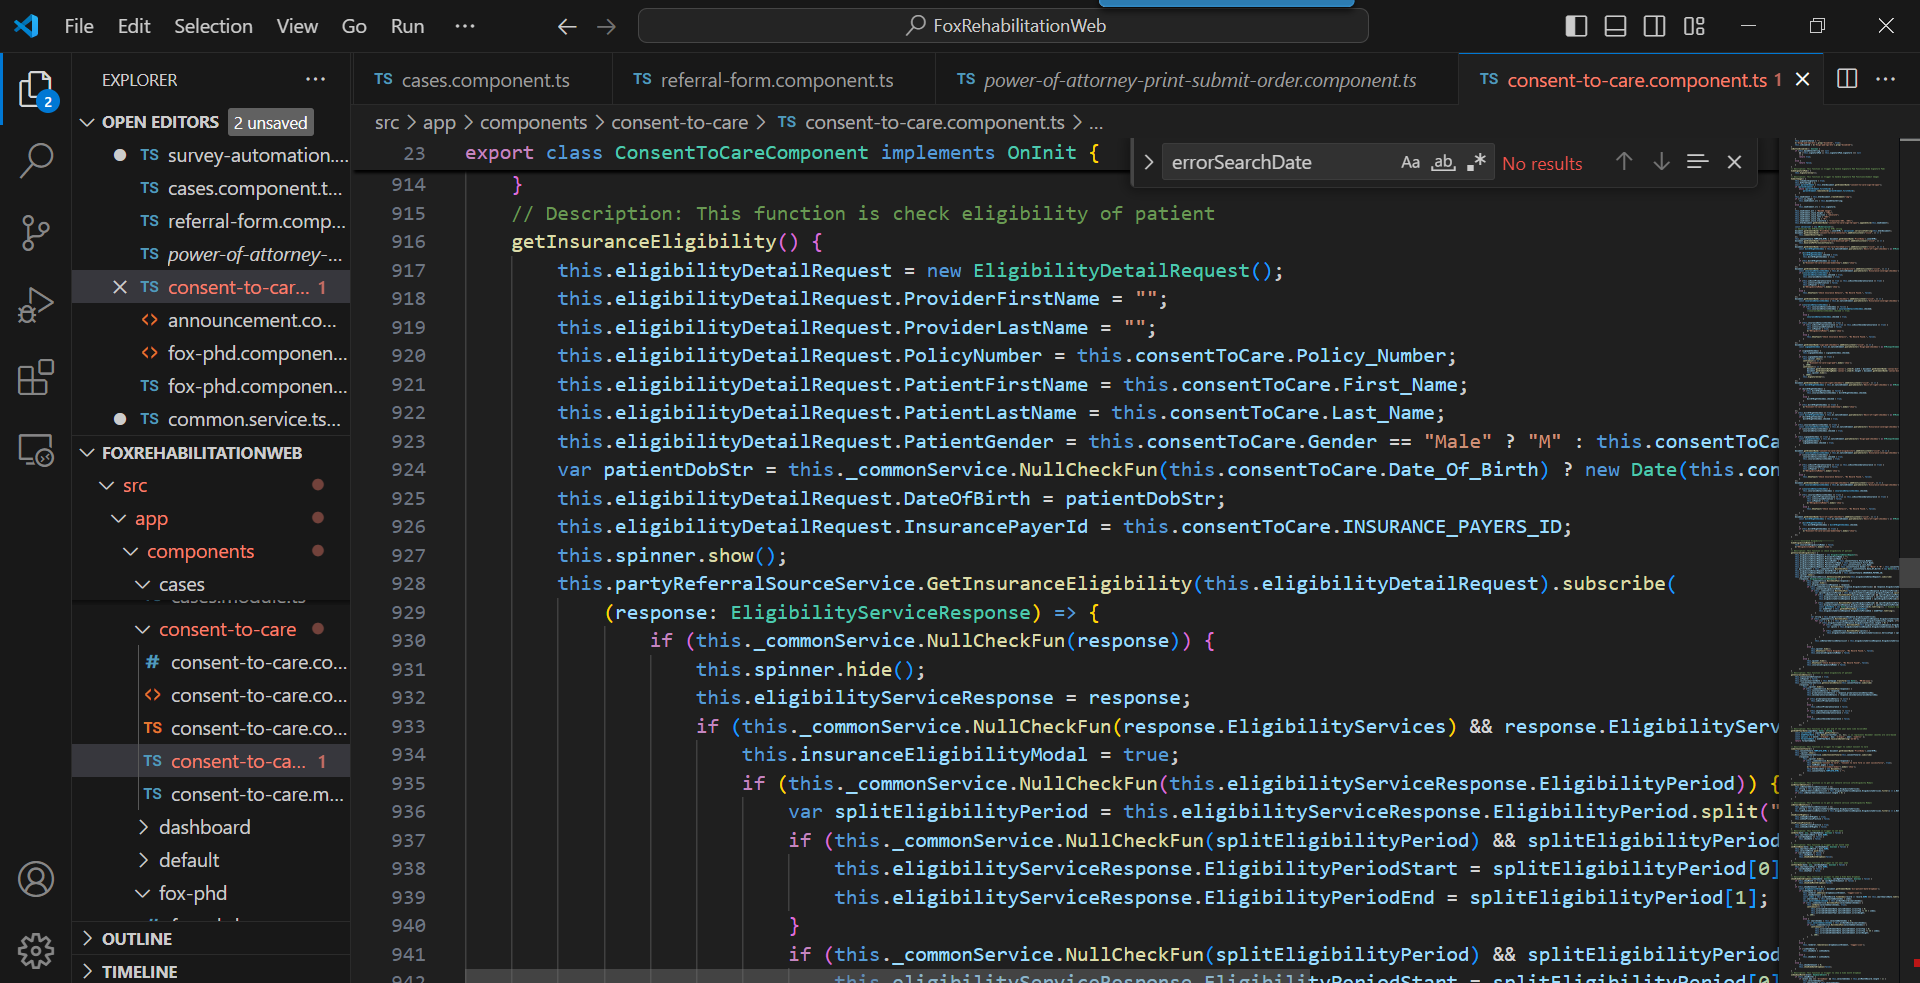 File Edit Selection View Go Run ··· FoxRehabilitationWeb
EXPLORER ···
OPEN EDITORS 2 unsaved
TS survey-automation....
TS cases.component.t...
TS referral-form.comp...
TS power-of-attorney-...
TS consent-to-car... 1
<> announcement.co...
<> fox-phd.componen...
TS fox-phd.componen...
TS common.service.ts...
FOXREHABILITATIONWEB
src
app
components
cases
cases.module.ts
consent-to-care
# consent-to-care.co...
<> consent-to-care.co...
TS consent-to-care.co...
TS consent-to-ca... 1
TS consent-to-care.m...
dashboard
default
fox-phd
OUTLINE
TIMELINE
2
TS cases.component.ts TS referral-form.component.ts TS power-of-attorney-print-submit-order.component.ts TS consent-to-care.component.ts 1
src > app > components > consent-to-care > TS consent-to-care.component.ts > ...
errorSearchDate Aa ab .* No results
23 export class ConsentToCareComponent implements OnInit {
914 }
915 // Description: This function is check eligibility of patient
916 getInsuranceEligibility() {
917 this.eligibilityDetailRequest = new EligibilityDetailRequest();
918 this.eligibilityDetailRequest.ProviderFirstName = "";
919 this.eligibilityDetailRequest.ProviderLastName = "";
920 this.eligibilityDetailRequest.PolicyNumber = this.consentToCare.Policy_Number;
921 this.eligibilityDetailRequest.PatientFirstName = this.consentToCare.First_Name;
922 this.eligibilityDetailRequest.PatientLastName = this.consentToCare.Last_Name;
923 this.eligibilityDetailRequest.PatientGender = this.consentToCare.Gender == "Male" ? "M" : this.consentToCa
924 var patientDobStr = this._commonService.NullCheckFun(this.consentToCare.Date_Of_Birth) ? new Date(this.con
925 this.eligibilityDetailRequest.DateOfBirth = patientDobStr;
926 this.eligibilityDetailRequest.InsurancePayerId = this.consentToCare.INSURANCE_PAYERS_ID;
927 this.spinner.show();
928 this.partyReferralSourceService.GetInsuranceEligibility(this.eligibilityDetailRequest).subscribe(
929 (response: EligibilityServiceResponse) => {
930 if (this._commonService.NullCheckFun(response)) {
931 this.spinner.hide();
932 this.eligibilityServiceResponse = response;
933 if (this._commonService.NullCheckFun(response.EligibilityServices) && response.EligibilityServ
934 this.insuranceEligibilityModal = true;
935 if (this._commonService.NullCheckFun(this.eligibilityServiceResponse.EligibilityPeriod)) {
936 var splitEligibilityPeriod = this.eligibilityServiceResponse.EligibilityPeriod.split("
937 if (this._commonService.NullCheckFun(splitEligibilityPeriod) && splitEligibilityPeriod
938 this.eligibilityServiceResponse.EligibilityPeriodStart = splitEligibilityPeriod[0]
939 this.eligibilityServiceResponse.EligibilityPeriodEnd = splitEligibilityPeriod[1];
940 }
941 if (this._commonService.NullCheckFun(splitEligibilityPeriod) && splitEligibilityPeriod
942 this.eligibilityServiceResponse.EligibilityPeriodStart = splitEligibilityPeriod[0]